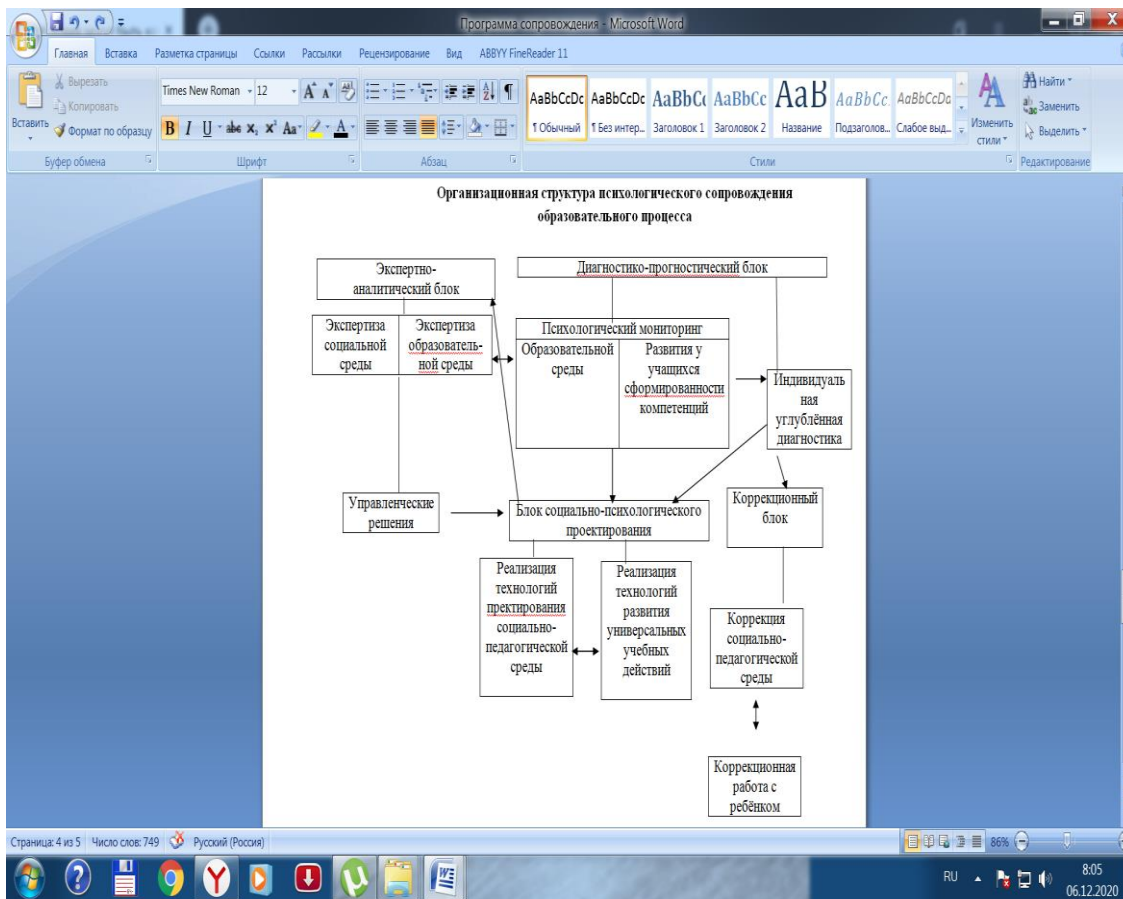 Программа сопровождения - Microsoft Word
Главная Вставка Разметка страницы Ссылки Рассылки Рецензирование Вид ABBYY FineReader 11
Вставить
Вырезать
Копировать
Формат по образцу
Буфер обмена
Times New Roman 12
Шрифт
Абзац
AaBbCcDc AaBbCcDc AaBbCc AaBbCc AaB AaBbCc. AaBbCcDa
¶ Обычный ¶ Без интер... Заголовок 1 Заголовок 2 Название Подзаголов... Слабое выд...
Изменить
стили
Стили
Найти
Заменить
Выделить
Редактирование
Организационная структура психологического сопровождения
образовательного процесса
Экспертно-
аналитический блок
Диагностико-прогностический блок
Экспертиза
социальной
среды
Экспертиза
образователь-
ной среды
Психологический мониторинг
Образовательной
среды
Развития у
учащихся
сформированности
компетенций
Индивидуаль
ная
углублённая
диагностика
Управленческие
решения
Блок социально-психологического
проектирования
Коррекционный
блок
Реализация
технологий
пректирования
социально-
педагогической
среды
Реализация
технологий
развития
универсальных
учебных
действий
Коррекция
социально-
педагогической
среды
Коррекционная
работа с
ребёнком
Страница: 4 из 5 Число слов: 749 Русский (Россия) 86%
RU 8:05
06.12.2020